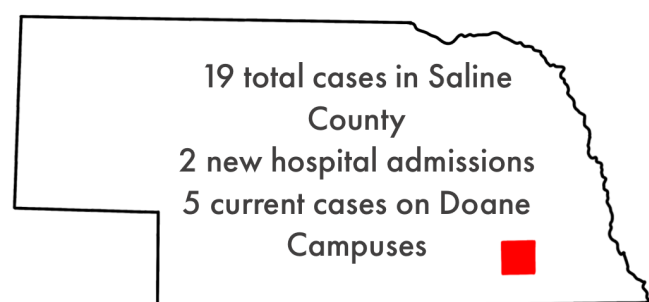 19 total cases in Saline
County
2 new hospital admissions
5 current cases on Doane
Campuses